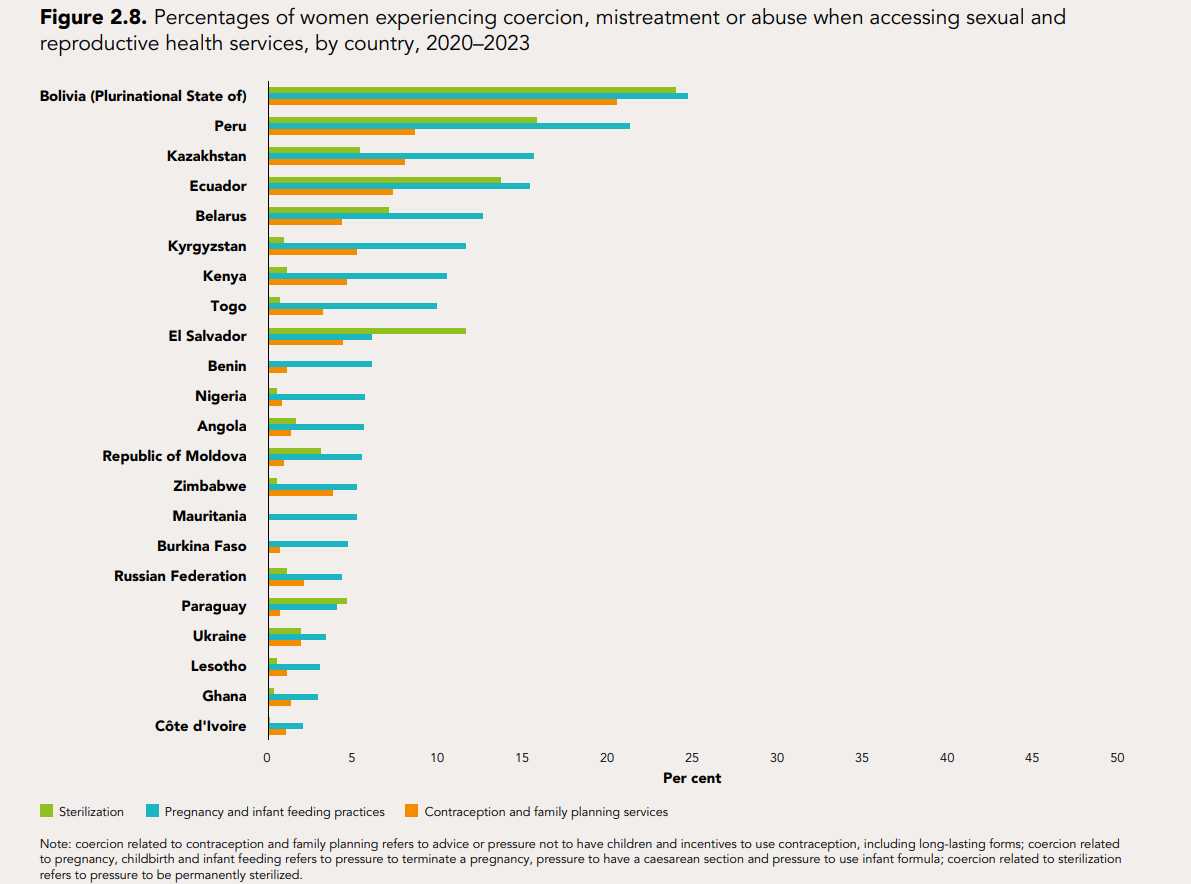 Figure 2.8. Percentages of women experiencing coercion, mistreatment or abuse when accessing sexual and
reproductive health services, by country, 2020–2023
Bolivia (Plurinational State of)
Peru
Kazakhstan
Ecuador
Belarus
Kyrgyzstan
Kenya
Togo
El Salvador
Benin
Nigeria
Angola
Republic of Moldova
Zimbabwe
Mauritania
Burkina Faso
Russian Federation
Paraguay
Ukraine
Lesotho
Ghana
Côte d'Ivoire
0 5 10 15 20 25 30 35 40 45 50
Per cent
Sterilization Pregnancy and infant feeding practices Contraception and family planning services
Note: coercion related to contraception and family planning refers to advice or pressure not to have children and incentives to use contraception, including long-lasting forms; coercion related
to pregnancy, childbirth and infant feeding refers to pressure to terminate a pregnancy, pressure to have a caesarean section and pressure to use infant formula; coercion related to sterilization
refers to pressure to be permanently sterilized.